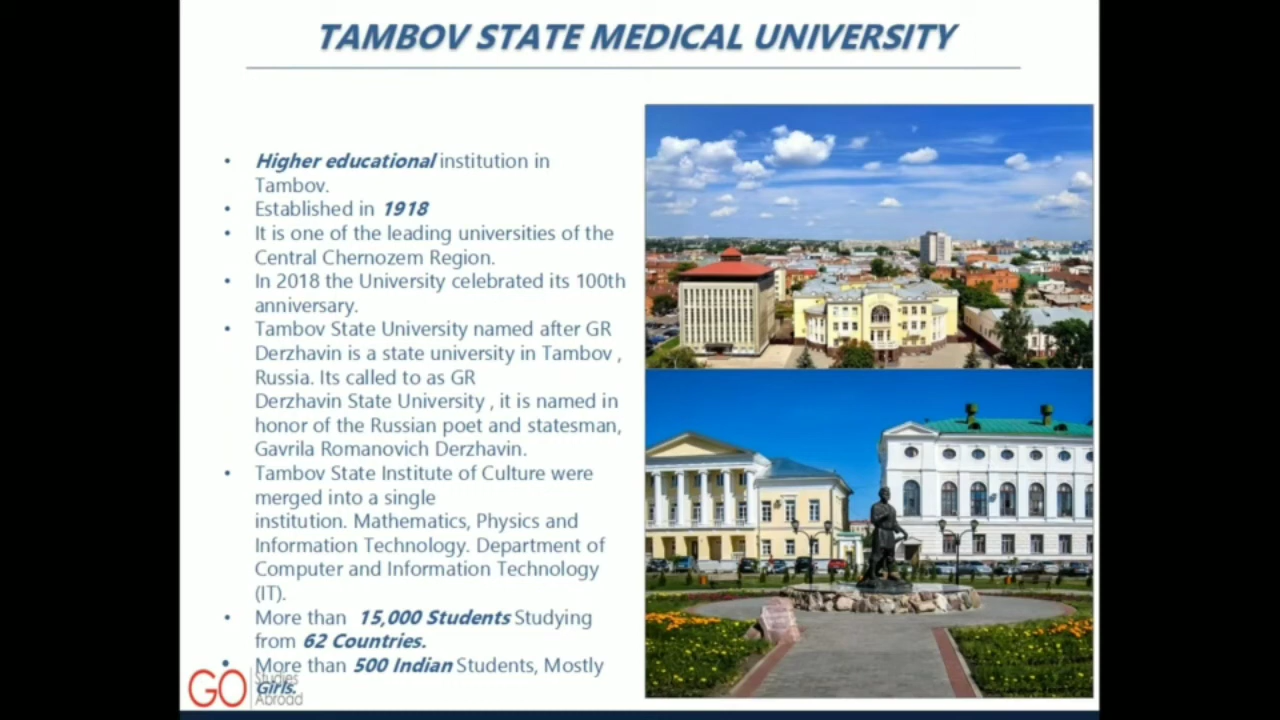 TAMBOV STATE MEDICAL UNIVERSITY
• Higher educational institution in
Tambov.
• Established in 1918
• It is one of the leading universities of the
Central Chernozem Region.
• In 2018 the University celebrated its 100th
anniversary.
• Tambov State University named after GR
Derzhavin is a state university in Tambov ,
Russia. Its called to as GR
Derzhavin State University , it is named in
honor of the Russian poet and statesman,
Gavrila Romanovich Derzhavin.
• Tambov State Institute of Culture were
merged into a single
institution. Mathematics, Physics and
Information Technology. Department of
Computer and Information Technology
(IT).
• More than 15,000 Students Studying
from 62 Countries.
• More than 500 Indian Students, Mostly
Girls.
GO Studies
Abroad